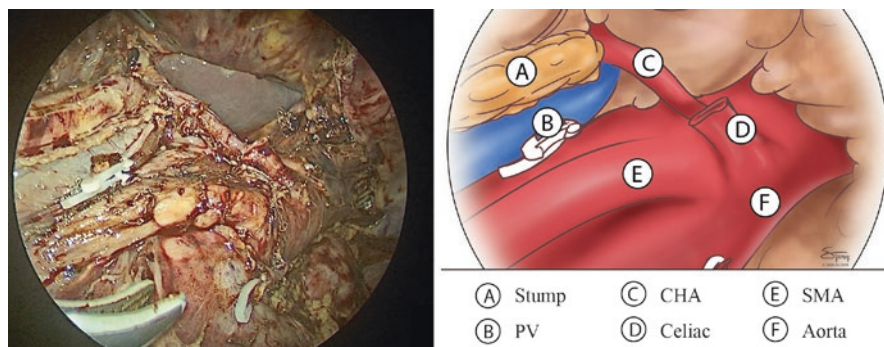 A
C
B
D
E
F
A Stump
C CHA
E SMA
B PV
D Celiac
F Aorta